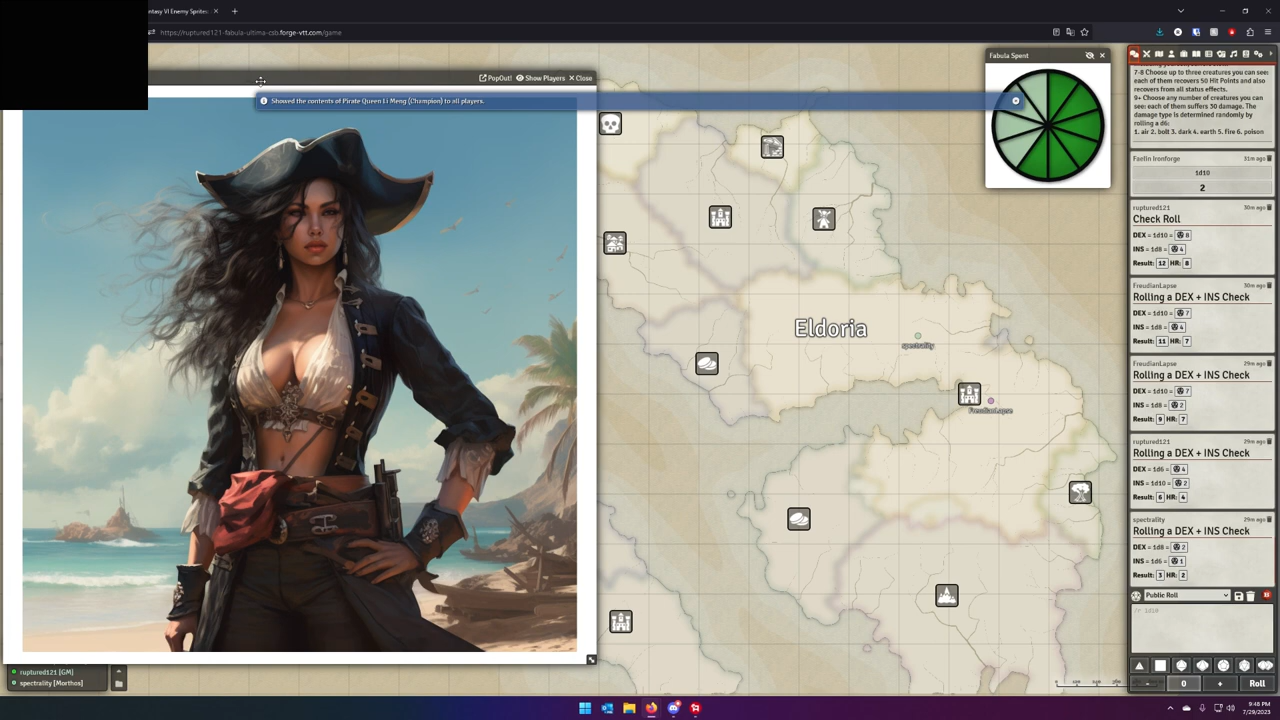 ntasy VI Enemy Sprites
https://ruptured121-fabula-ultima-csb.forge-vtt.com/game
PopOut! Show Players Close
Showed the contents of Pirate Queen Li Meng (Champion) to all players.
Fabula Spent
Eldoria
spectrality
FreudianLapse
7-8 Choose up to three creatures you can see:
each of them recovers 50 Hit Points and also
recovers from all status effects.
9+ Choose any number of creatures you can
see: each of them suffers 30 damage. The
damage type is determined randomly by
rolling a d6:
1. air 2. bolt 3. dark 4. earth 5. fire 6. poison
Faelin Ironforge 31m ago
1d10
2
ruptured121 30m ago
Check Roll
DEX = 1d10 = 8
INS = 1d8 = 4
Result: 12 HR: 8
FreudianLapse 30m ago
Rolling a DEX + INS Check
DEX = 1d10 = 7
INS = 1d8 = 4
Result: 11 HR: 7
FreudianLapse 29m ago
Rolling a DEX + INS Check
DEX = 1d10 = 7
INS = 1d8 = 2
Result: 9 HR: 7
ruptured121 29m ago
Rolling a DEX + INS Check
DEX = 1d6 = 4
INS = 1d10 = 2
Result: 6 HR: 4
spectrality 29m ago
Rolling a DEX + INS Check
DEX = 1d8 = 2
INS = 1d6 = 1
Result: 3 HR: 2
Public Roll
/r 1d10
- 0 + Roll
ruptured121 [GM]
spectrality [Morthos]
9:48 PM
7/29/2023